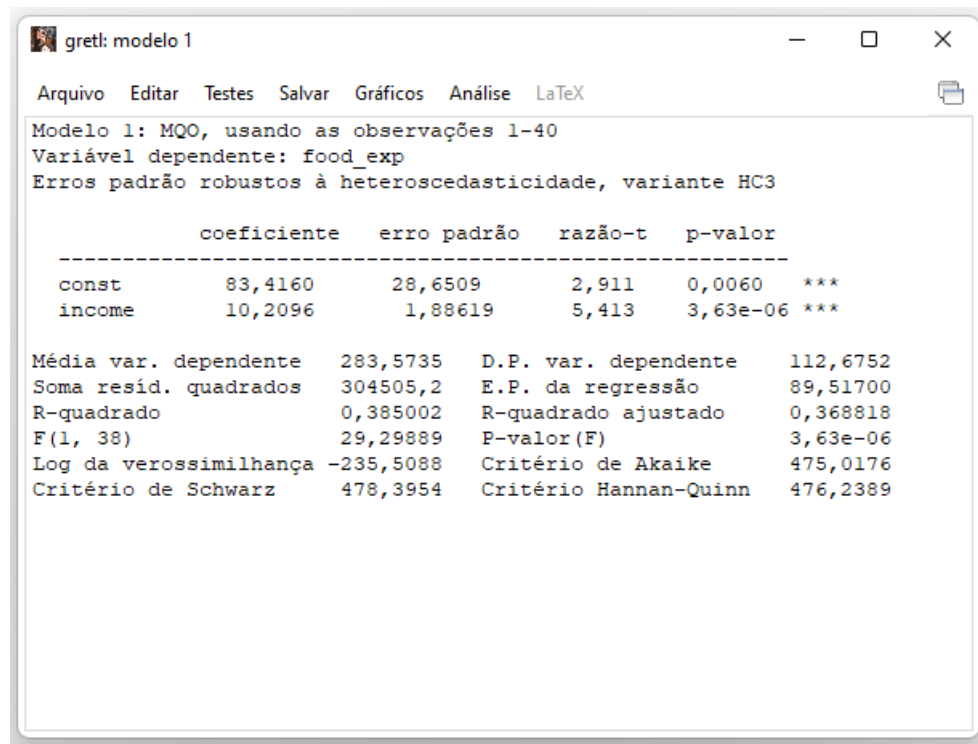 gretl: modelo 1
Arquivo Editar Testes Salvar Gráficos Análise LaTeX
Modelo 1: MQO, usando as observações 1-40
Variável dependente: food_exp
Erros padrão robustos à heteroscedasticidade, variante HC3
coeficiente erro padrão razão-t p-valor
---------------------------------------------------------
const 83,4160 28,6509 2,911 0,0060 ***
income 10,2096 1,88619 5,413 3,63e-06 ***
Média var. dependente 283,5735 D.P. var. dependente 112,6752
Soma resíd. quadrados 304505,2 E.P. da regressão 89,51700
R-quadrado 0,385002 R-quadrado ajustado 0,368818
F(1, 38) 29,29889 P-valor(F) 3,63e-06
Log da verossimilhança -235,5088 Critério de Akaike 475,0176
Critério de Schwarz 478,3954 Critério Hannan-Quinn 476,2389